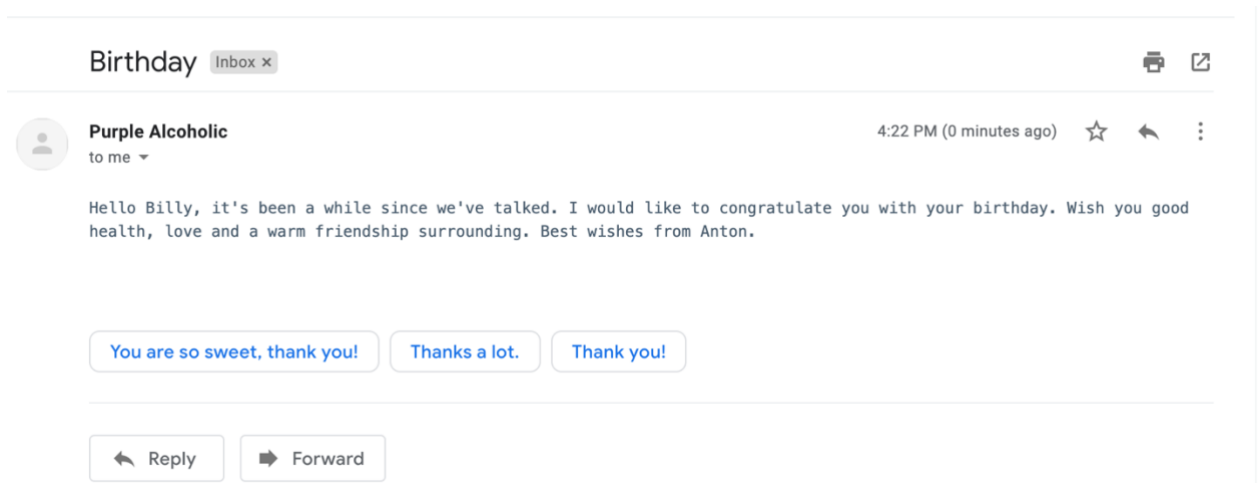 Birthday Inbox ×
Purple Alcoholic 4:22 PM (0 minutes ago)
to me
Hello Billy, it's been a while since we've talked. I would like to congratulate you with your birthday. Wish you good
health, love and a warm friendship surrounding. Best wishes from Anton.
You are so sweet, thank you! Thanks a lot. Thank you!
Reply Forward